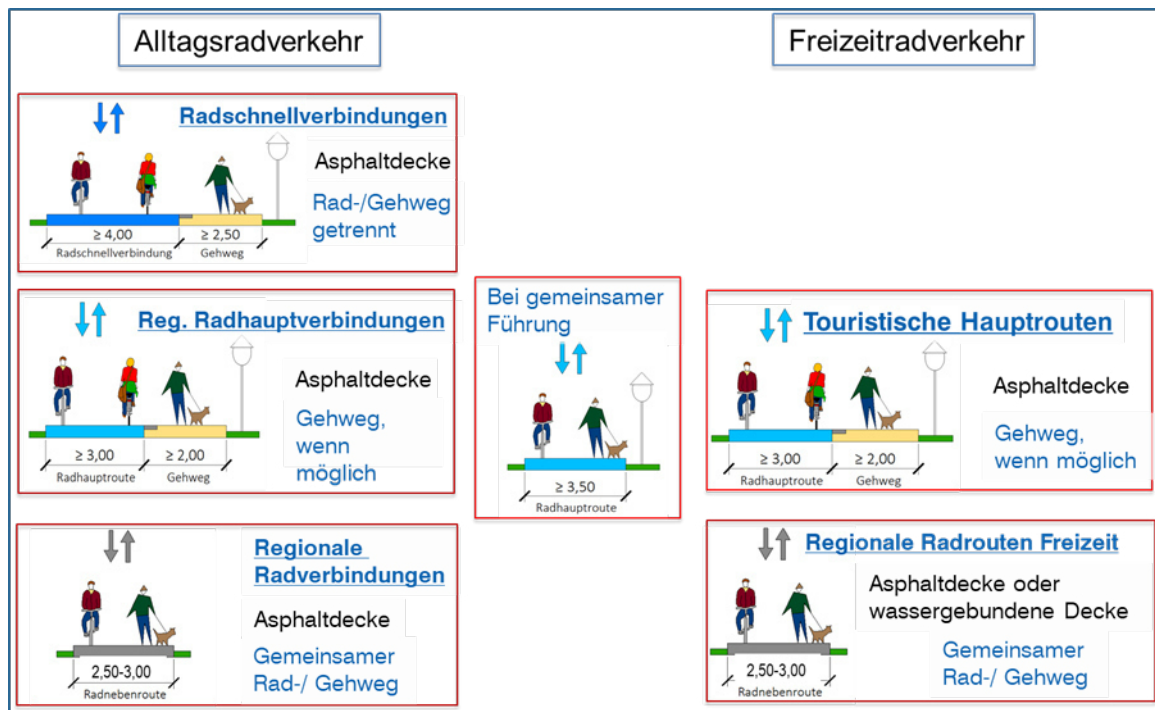 Alltagsradverkehr
Freizeitradverkehr
Radschnellverbindungen
Asphaltdecke
Rad-/Gehweg
getrennt
≥ 4,00
≥ 2,50
Radschnellverbindung
Gehweg
Reg. Radhauptverbindungen
Asphaltdecke
Gehweg,
wenn
möglich
≥ 3,00
≥ 2,00
Radhauptroute
Gehweg
Bei gemeinsamer
Führung
≥ 3,50
Radhauptroute
Touristische Hauptrouten
Asphaltdecke
Gehweg,
wenn möglich
≥ 3,00
≥ 2,00
Radhauptroute
Gehweg
Regionale
Radverbindungen
Asphaltdecke
Gemeinsamer
Rad-/ Gehweg
2,50-3,00
Radnebenroute
Regionale Radrouten Freizeit
Asphaltdecke oder
wassergebundene Decke
Gemeinsamer
Rad-/ Gehweg
2,50-3,00
Radnebenroute